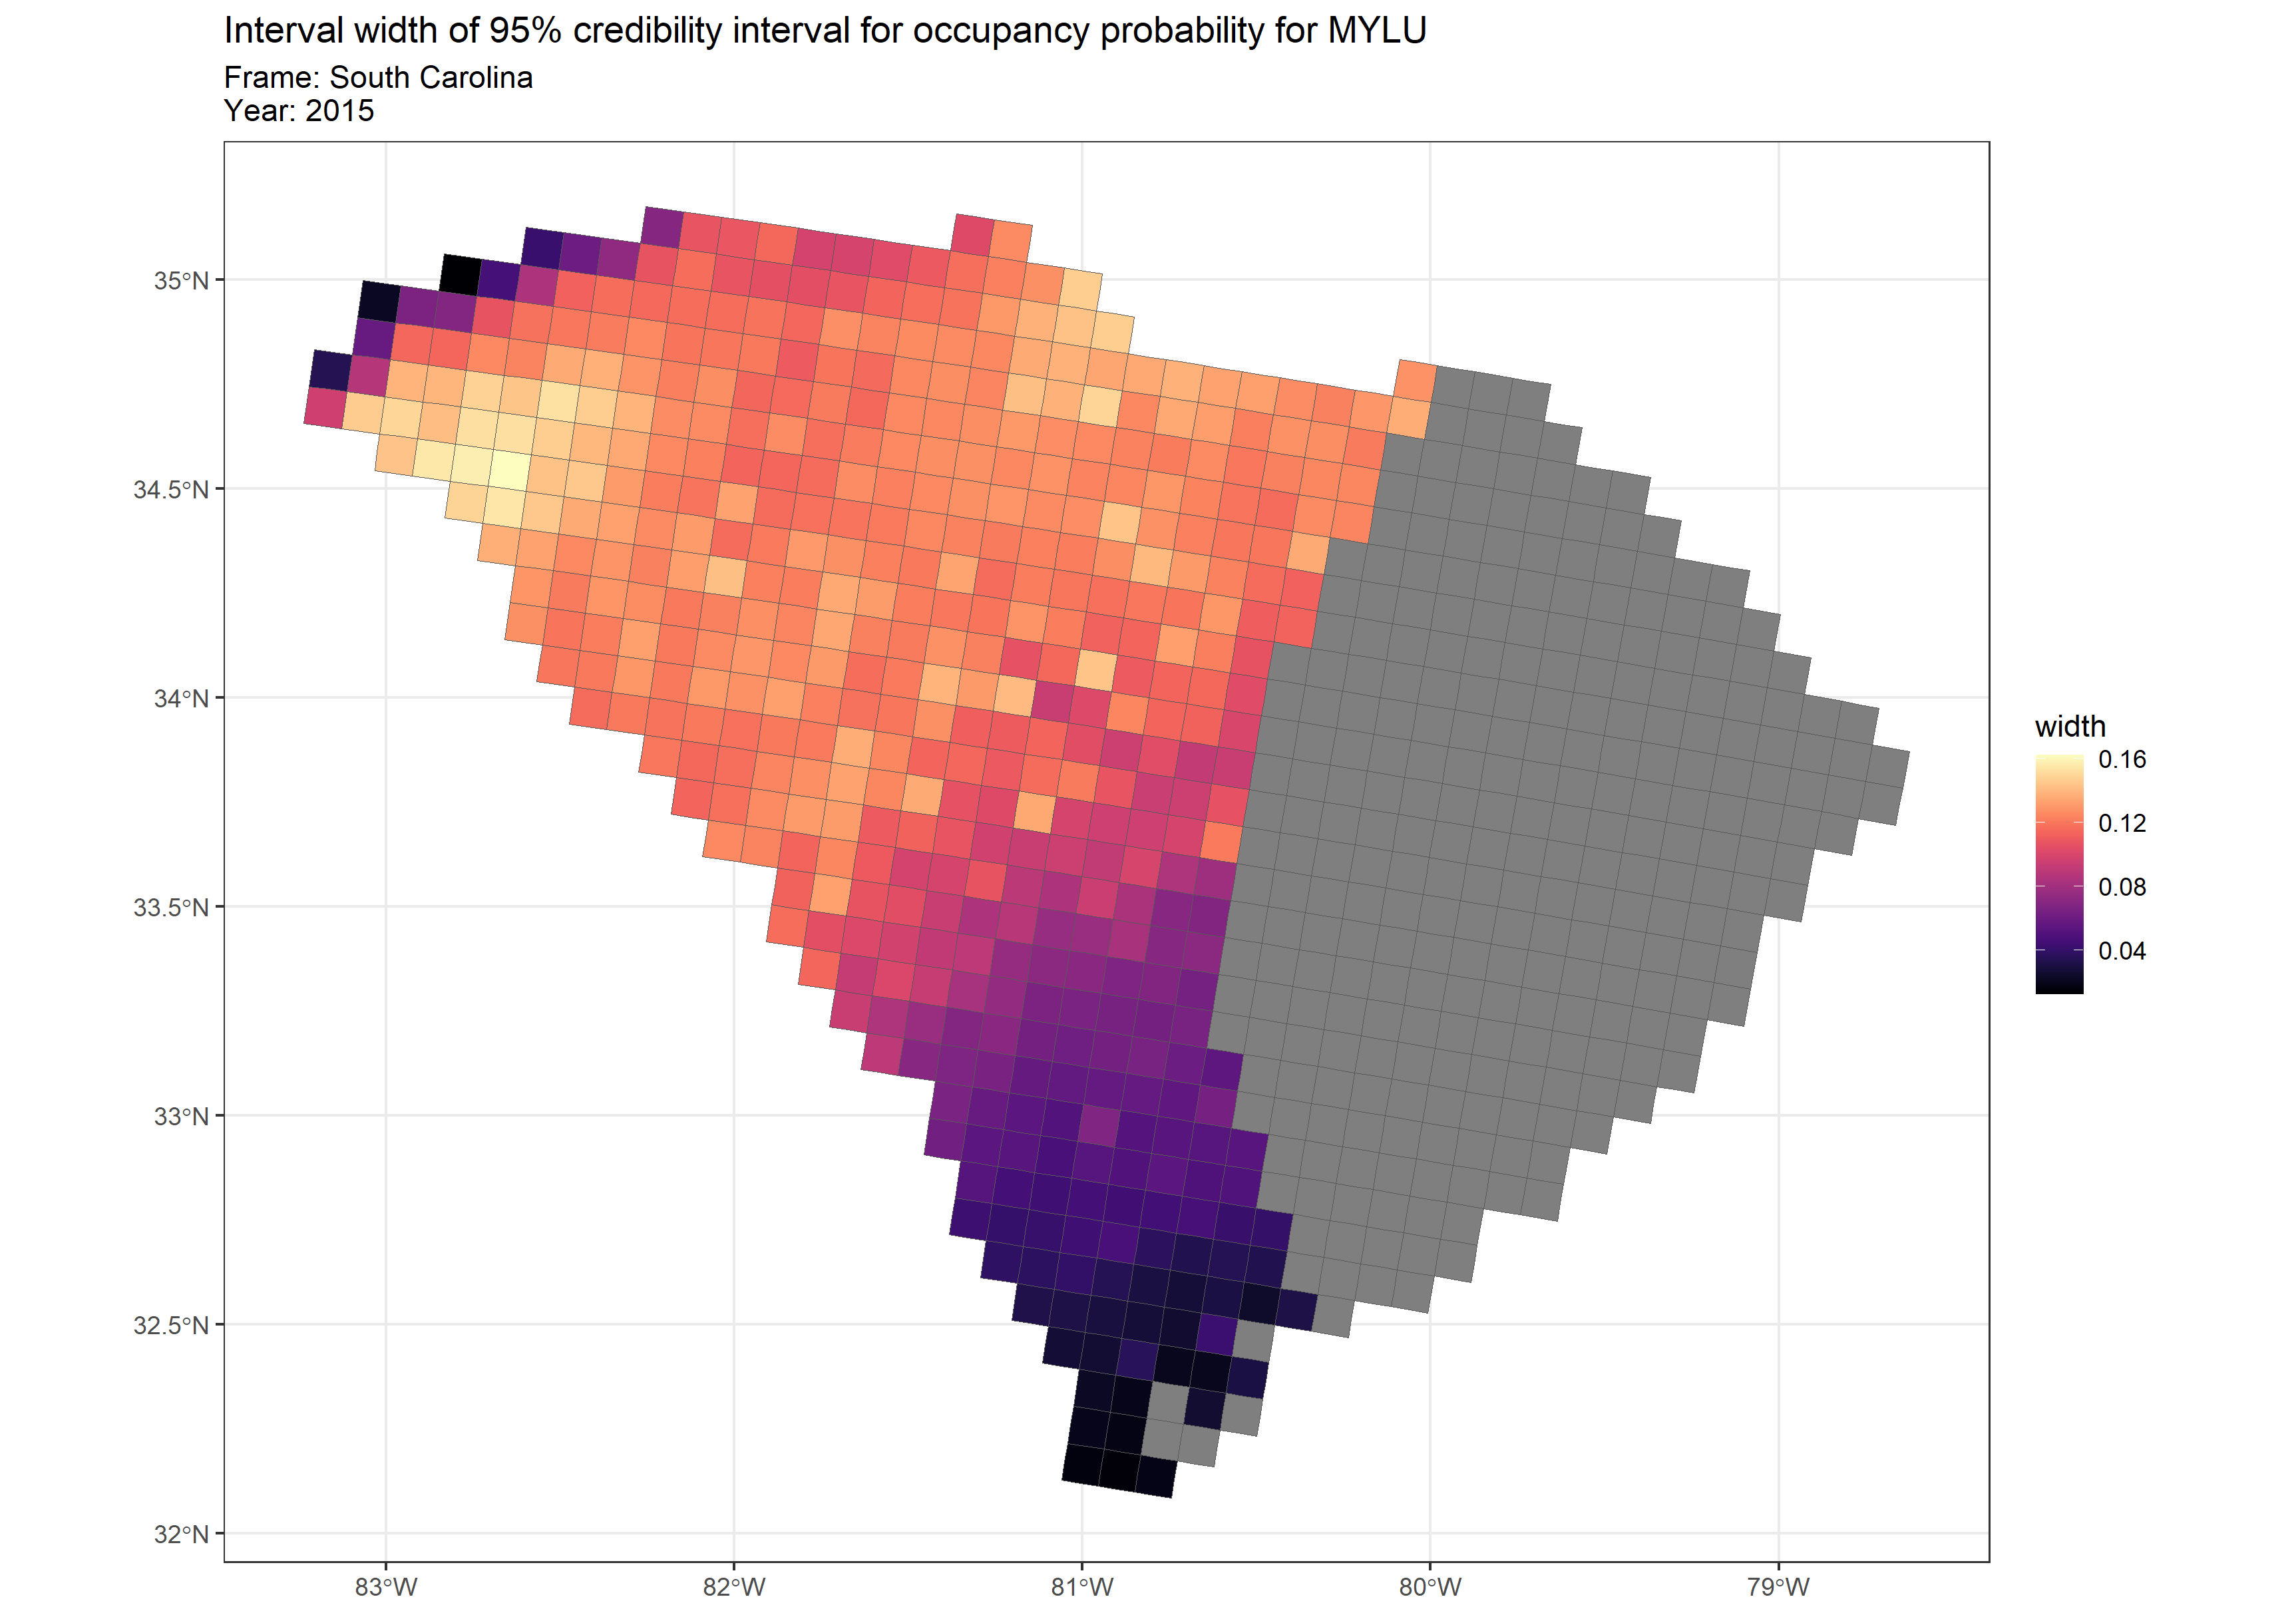 Interval width of 95% credibility interval for occupancy probability for MYLU
Frame: South Carolina
Year: 2015
35°N
34.5°N
34°N
33.5°N
33°N
32.5°N
32°N
83°W
82°W
81°W
80°W
79°W
width
0.16
0.12
0.08
0.04